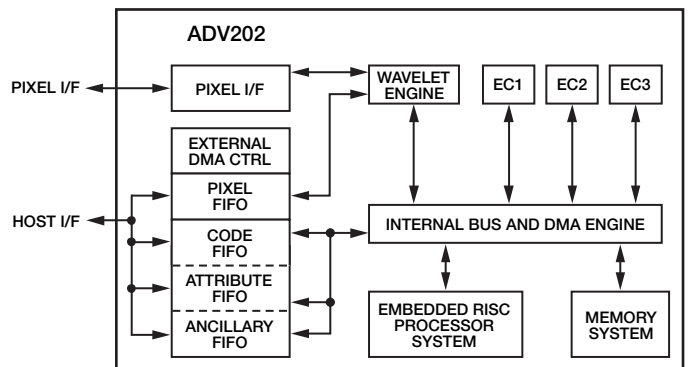 ADV202
PIXEL I/F
PIXEL I/F
WAVELET
ENGINE
EC1
EC2
EC3
EXTERNAL
DMA CTRL
PIXEL
FIFO
HOST I/F
CODE
FIFO
INTERNAL BUS AND DMA ENGINE
ATTRIBUTE
FIFO
ANCILLARY
FIFO
EMBEDDED RISC
PROCESSOR
SYSTEM
MEMORY
SYSTEM